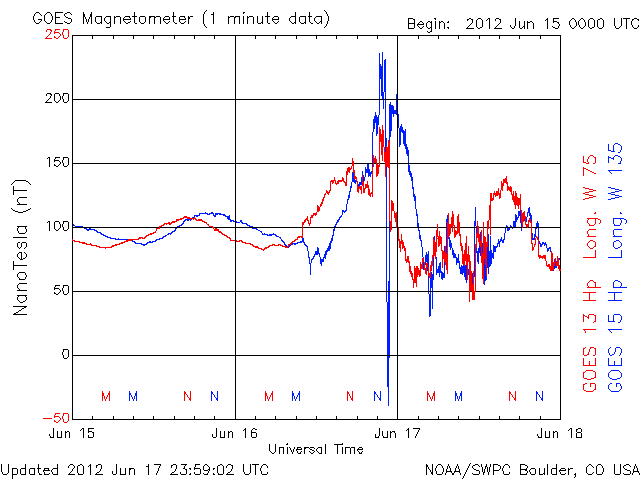 GOES Magnetometer (1 minute data)
Begin: 2012 Jun 15 0000 UTC
250
200
150
100
50
0
-50
NanoTesla (nT)
M M N N M M N N M M N N
Jun 15 Jun 16 Jun 17 Jun 18
Universal Time
GOES 13 Hp Long. W 75
GOES 15 Hp Long. W 135
Updated 2012 Jun 17 23:59:02 UTC
NOAA/SWPC Boulder, CO USA